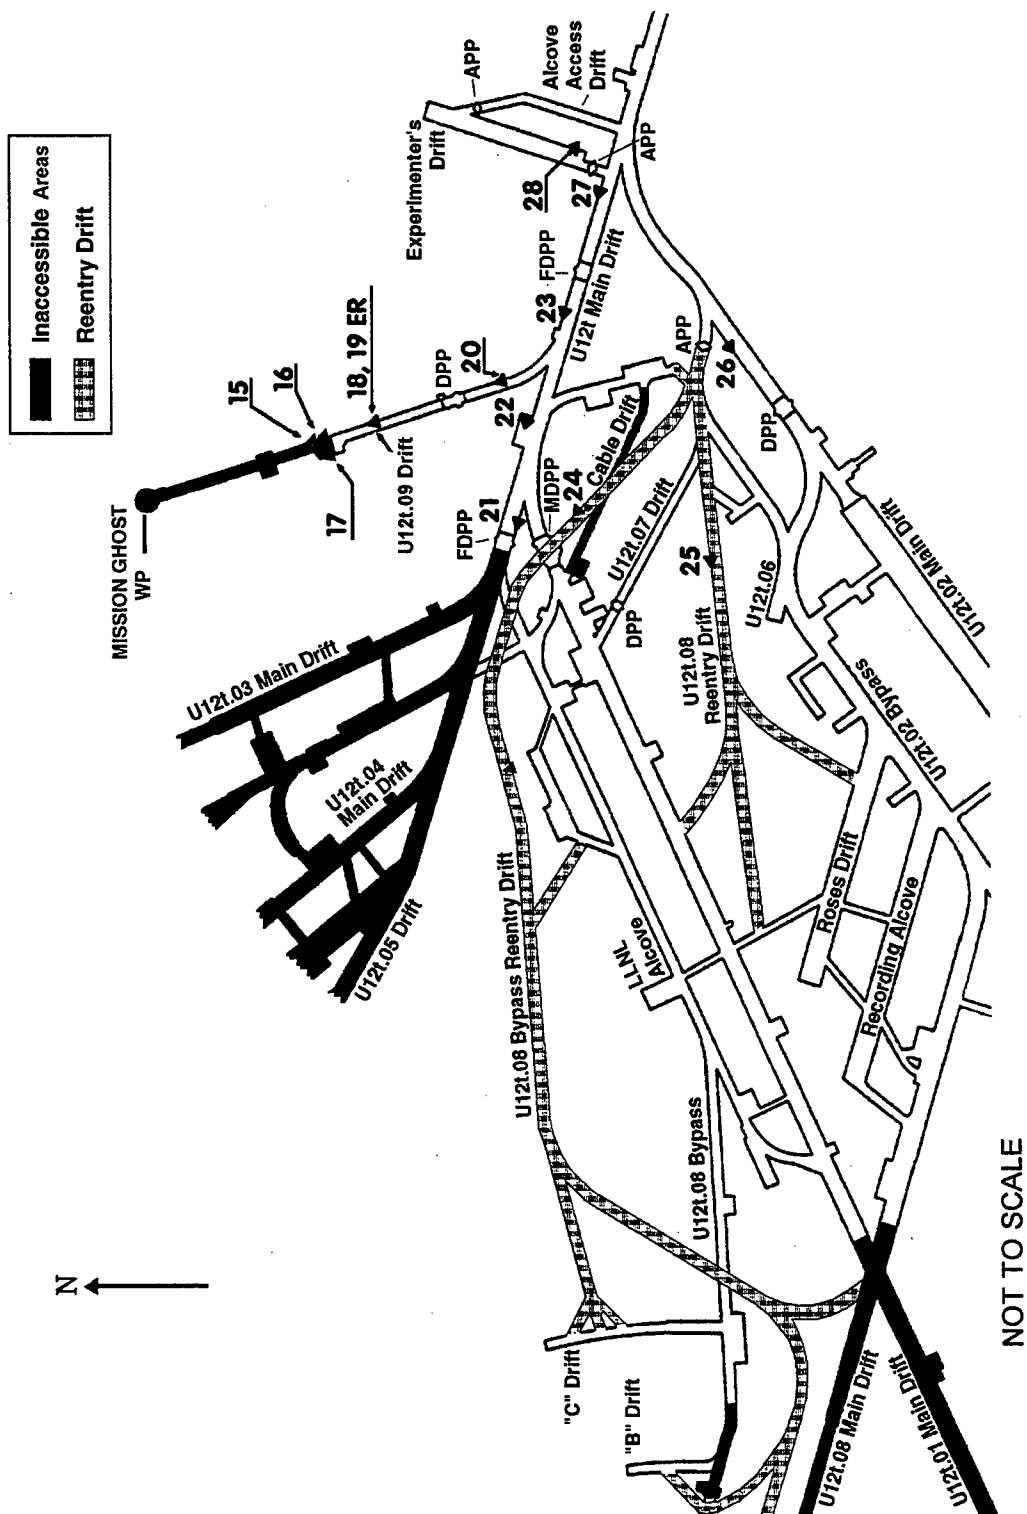 Inaccessible Areas
Reentry Drift
MISSION GHOST
WP
15
16
17
18, 19 ER
U12t.09 Drift
DPP
20
22
21
FDPP
MDPP
24
Cable Drift
23
FDPP
U12t Main Drift
Experimenter's
Drift
APP
Alcove
Access
Drift
28
27
APP
APP
26
DPP
U12t.07 Drift
DPP
25
U12t.06
U12t.08
Reentry Drift
U12t.02 Main Drift
U12t.02 Bypass
U12t.03 Main Drift
U12t.04
Main Drift
U12t.05 Drift
U12t.08 Bypass Reentry Drift
LLNL
Alcove
Roses Drift
Recording Alcove
U12t.08 Bypass
"C" Drift
"B" Drift
U12t.08 Main Drift
U12t.01 Main Drift
N
NOT TO SCALE